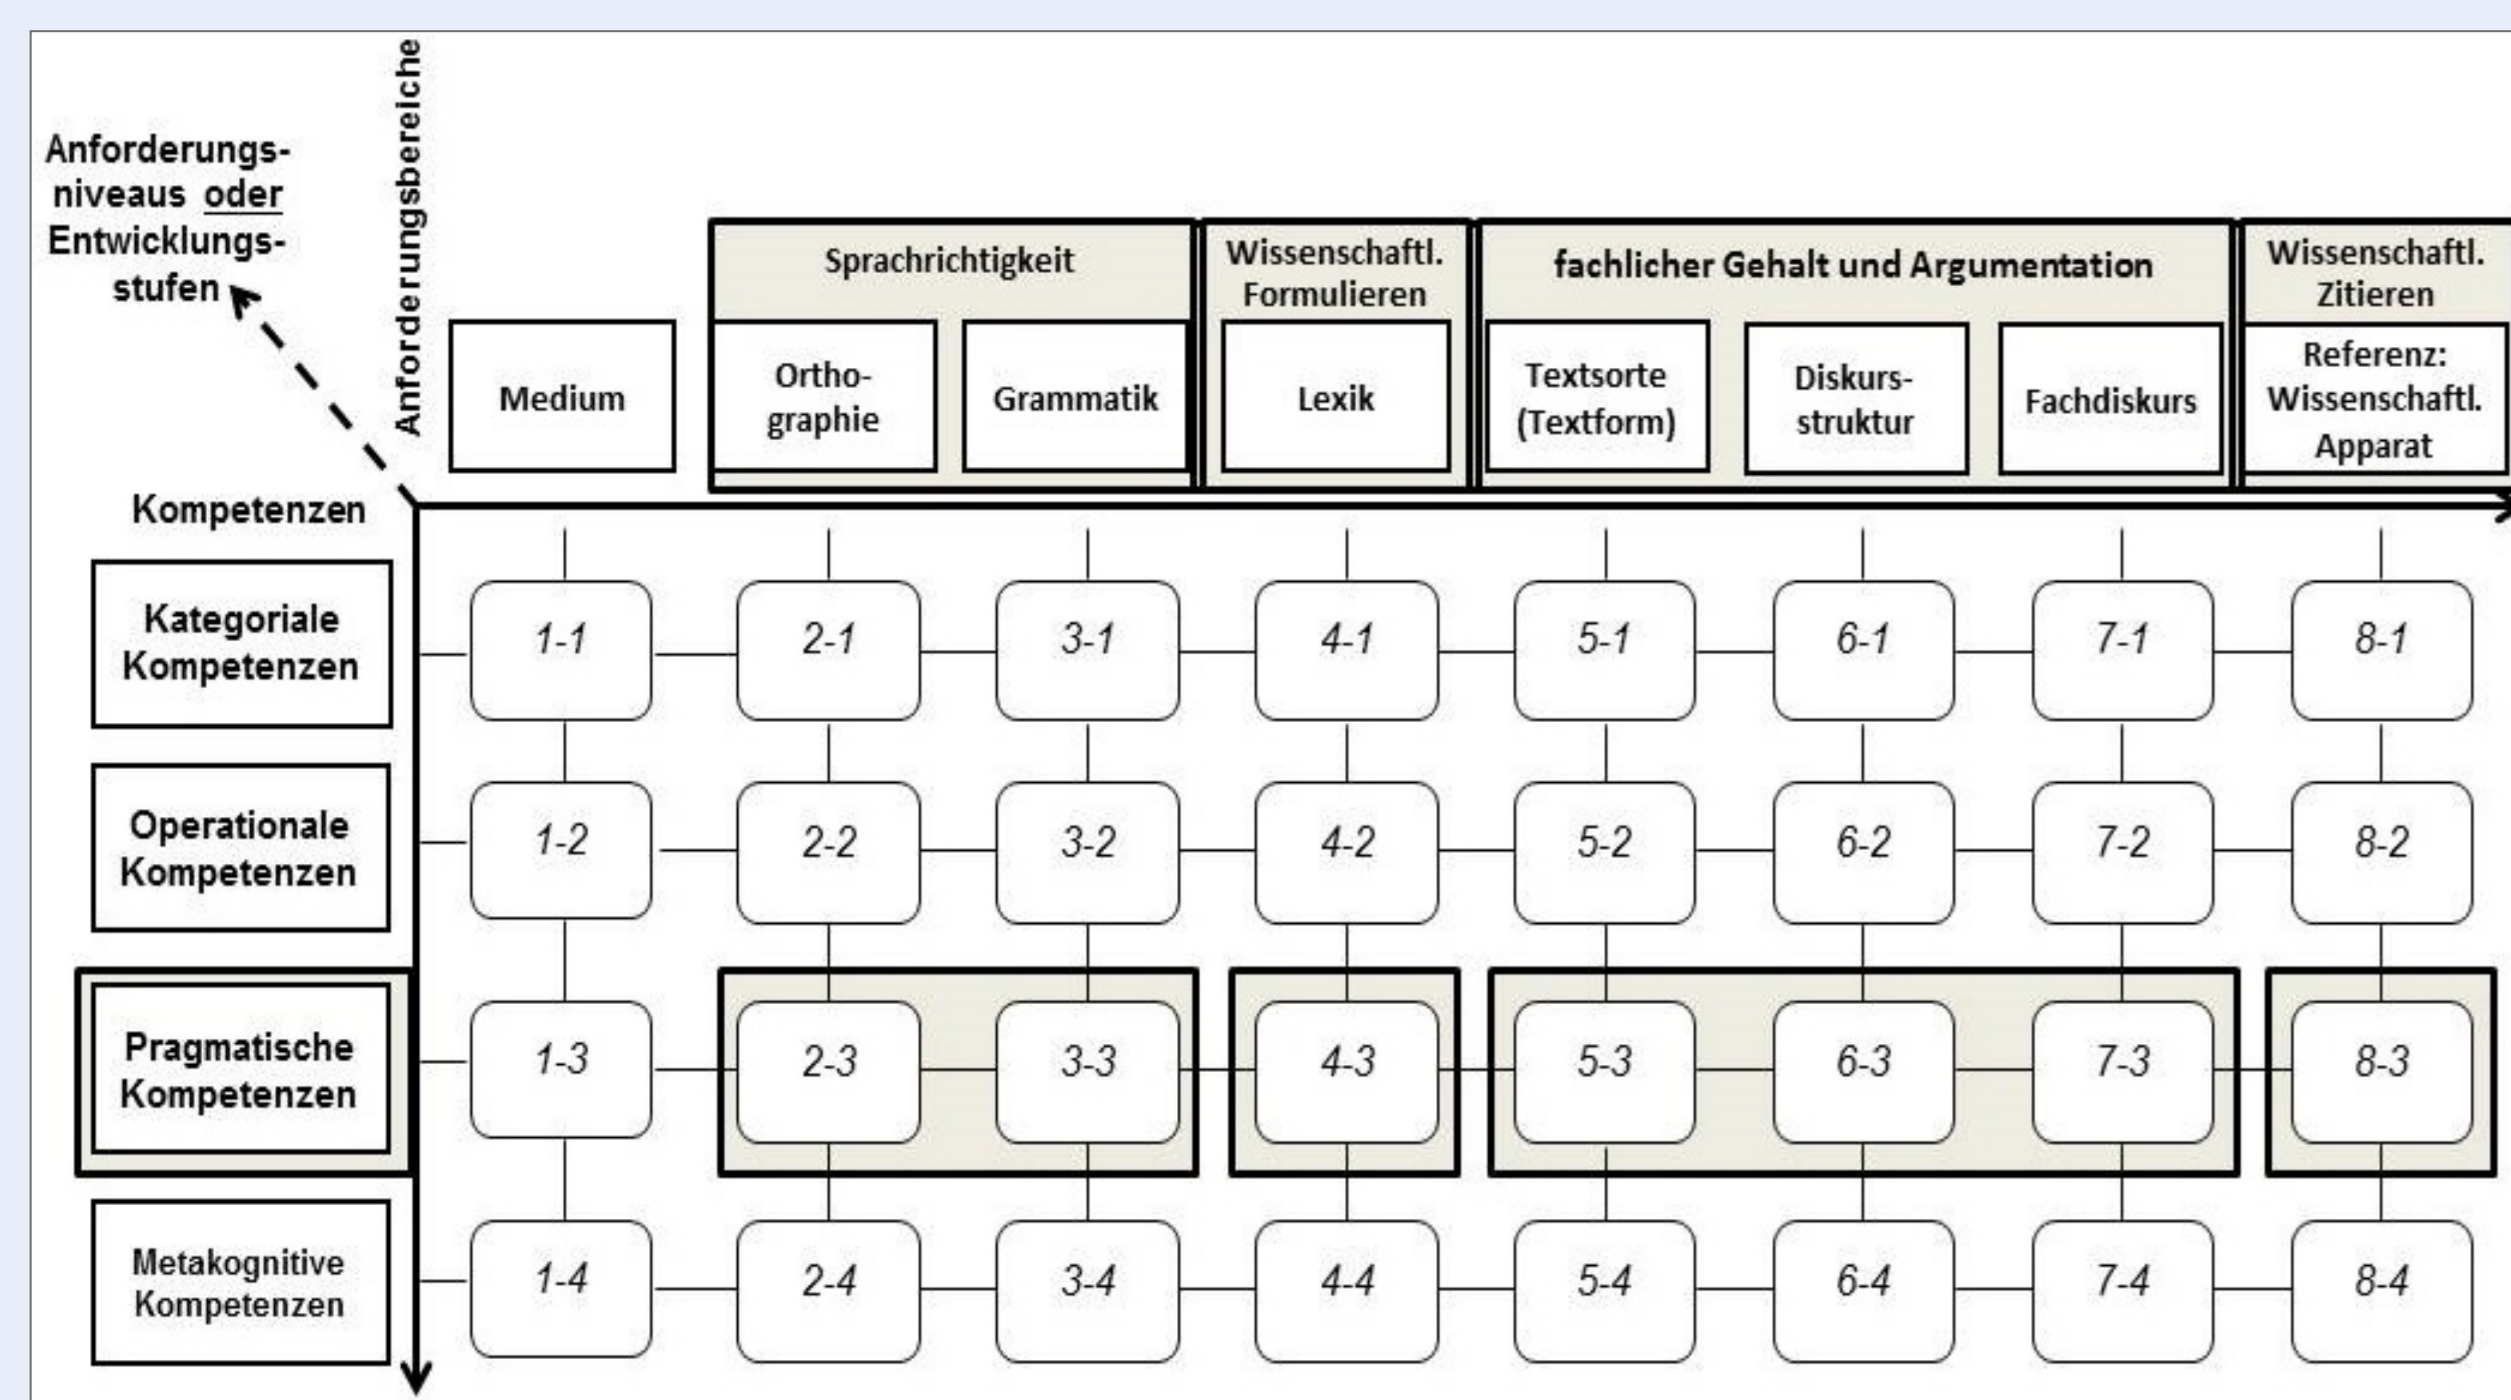 Anforderungsbereiche
Anforderungs-
niveaus oder
Entwicklungs-
stufen
Kompetenzen
Sprachrichtigkeit
Wissenschaftl.
Formulieren
fachlicher Gehalt und Argumentation
Wissenschaftl.
Zitieren
Medium
Ortho-
graphie
Grammatik
Lexik
Textsorte
(Textform)
Diskurs-
struktur
Fachdiskurs
Referenz:
Wissenschaftl.
Apparat
Kategoriale
Kompetenzen
1-1 2-1 3-1 4-1 5-1 6-1 7-1 8-1
Operationale
Kompetenzen
1-2 2-2 3-2 4-2 5-2 6-2 7-2 8-2
Pragmatische
Kompetenzen
1-3 2-3 3-3 4-3 5-3 6-3 7-3 8-3
Metakognitive
Kompetenzen
1-4 2-4 3-4 4-4 5-4 6-4 7-4 8-4